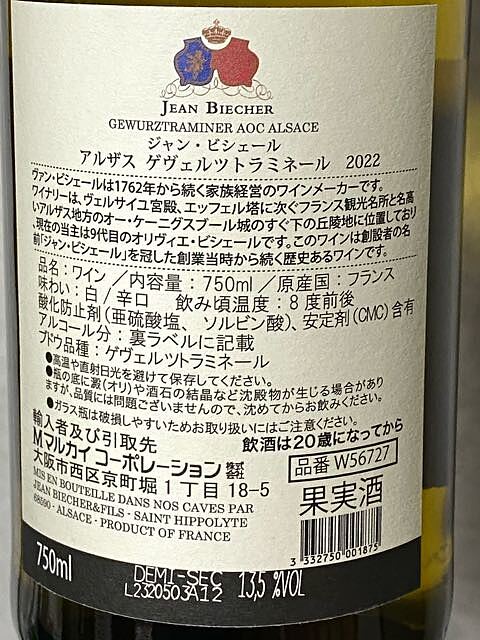 JEAN BIECHER
GEWURZTRAMINER AOC ALSACE
ジャン・ビシェール
アルザス ゲヴェルツトラミネール 2022
ヴァン・ビシェールは1762年から続く家族経営のワインメーカーです。
ワイナリーは、ヴェルサイユ宮殿、エッフェル塔に次ぐフランス観光名所と名高
いアルザス地方のオー・ケーニグスブール城のすぐ下の丘陵地に位置しており
、現在の当主は9代目のオリヴィエ・ビシェールです。このワインは創設者の名
前「ジャン・ビシェール」を冠した創業当時から続く歴史あるワインです。
品名：ワイン ／内容量：750ml ／原産国：フランス
味わい：白 / 辛口 飲み頃温度：8度前後
酸化防止剤(亜硫酸塩、ソルビン酸)、安定剤(CMC)含有
アルコール分：裏ラベルに記載
ブドウ品種：ゲヴェルツトラミネール
●高温や直射日光を避けて保存してください。
●瓶の底に澱(オリ)や酒石の結晶など沈殿物が生じる場合があり
ますが、品質には問題ございませんので、沈めてからお飲みください。
●ガラス瓶は破損しやすいためお取り扱いにはご注意ください。
輸入者及び引取先 飲酒は20歳になってから
Mマルカイ コーポレーション 株式会社 品番 W56727
大阪市西区京町堀1丁目18-5
果実酒
MIS EN BOUTEILLE DANS NOS CAVES PAR
JEAN BIECHER&FILS - SAINT HIPPOLYTE
68590 - ALSACE - PRODUCT OF FRANCE
3 332750 001875
750ml DEMI-SEC 13,5 %VOL
L2320503A12